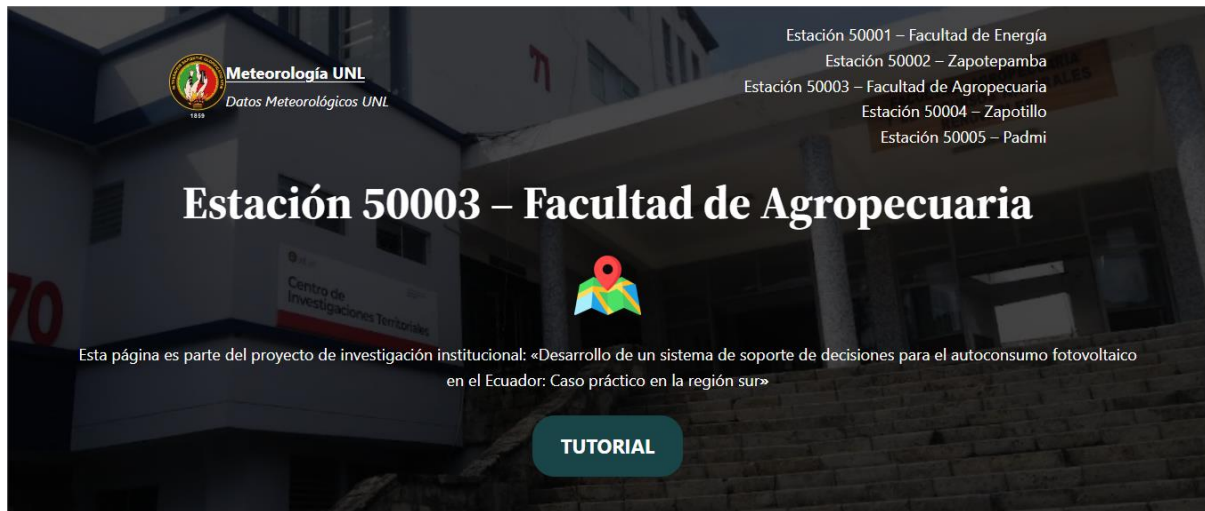 Meteorología UNL
Datos Meteorológicos UNL
1859
Estación 50001 – Facultad de Energía
Estación 50002 – Zapotepamba
Estación 50003 – Facultad de Agropecuaria
Estación 50004 – Zapotillo
Estación 50005 – Padmi
Estación 50003 – Facultad de Agropecuaria
71
70
Centro de
Investigaciones Territoriales
Esta página es parte del proyecto de investigación institucional: «Desarrollo de un sistema de soporte de decisiones para el autoconsumo fotovoltaico
en el Ecuador: Caso práctico en la región sur»
TUTORIAL